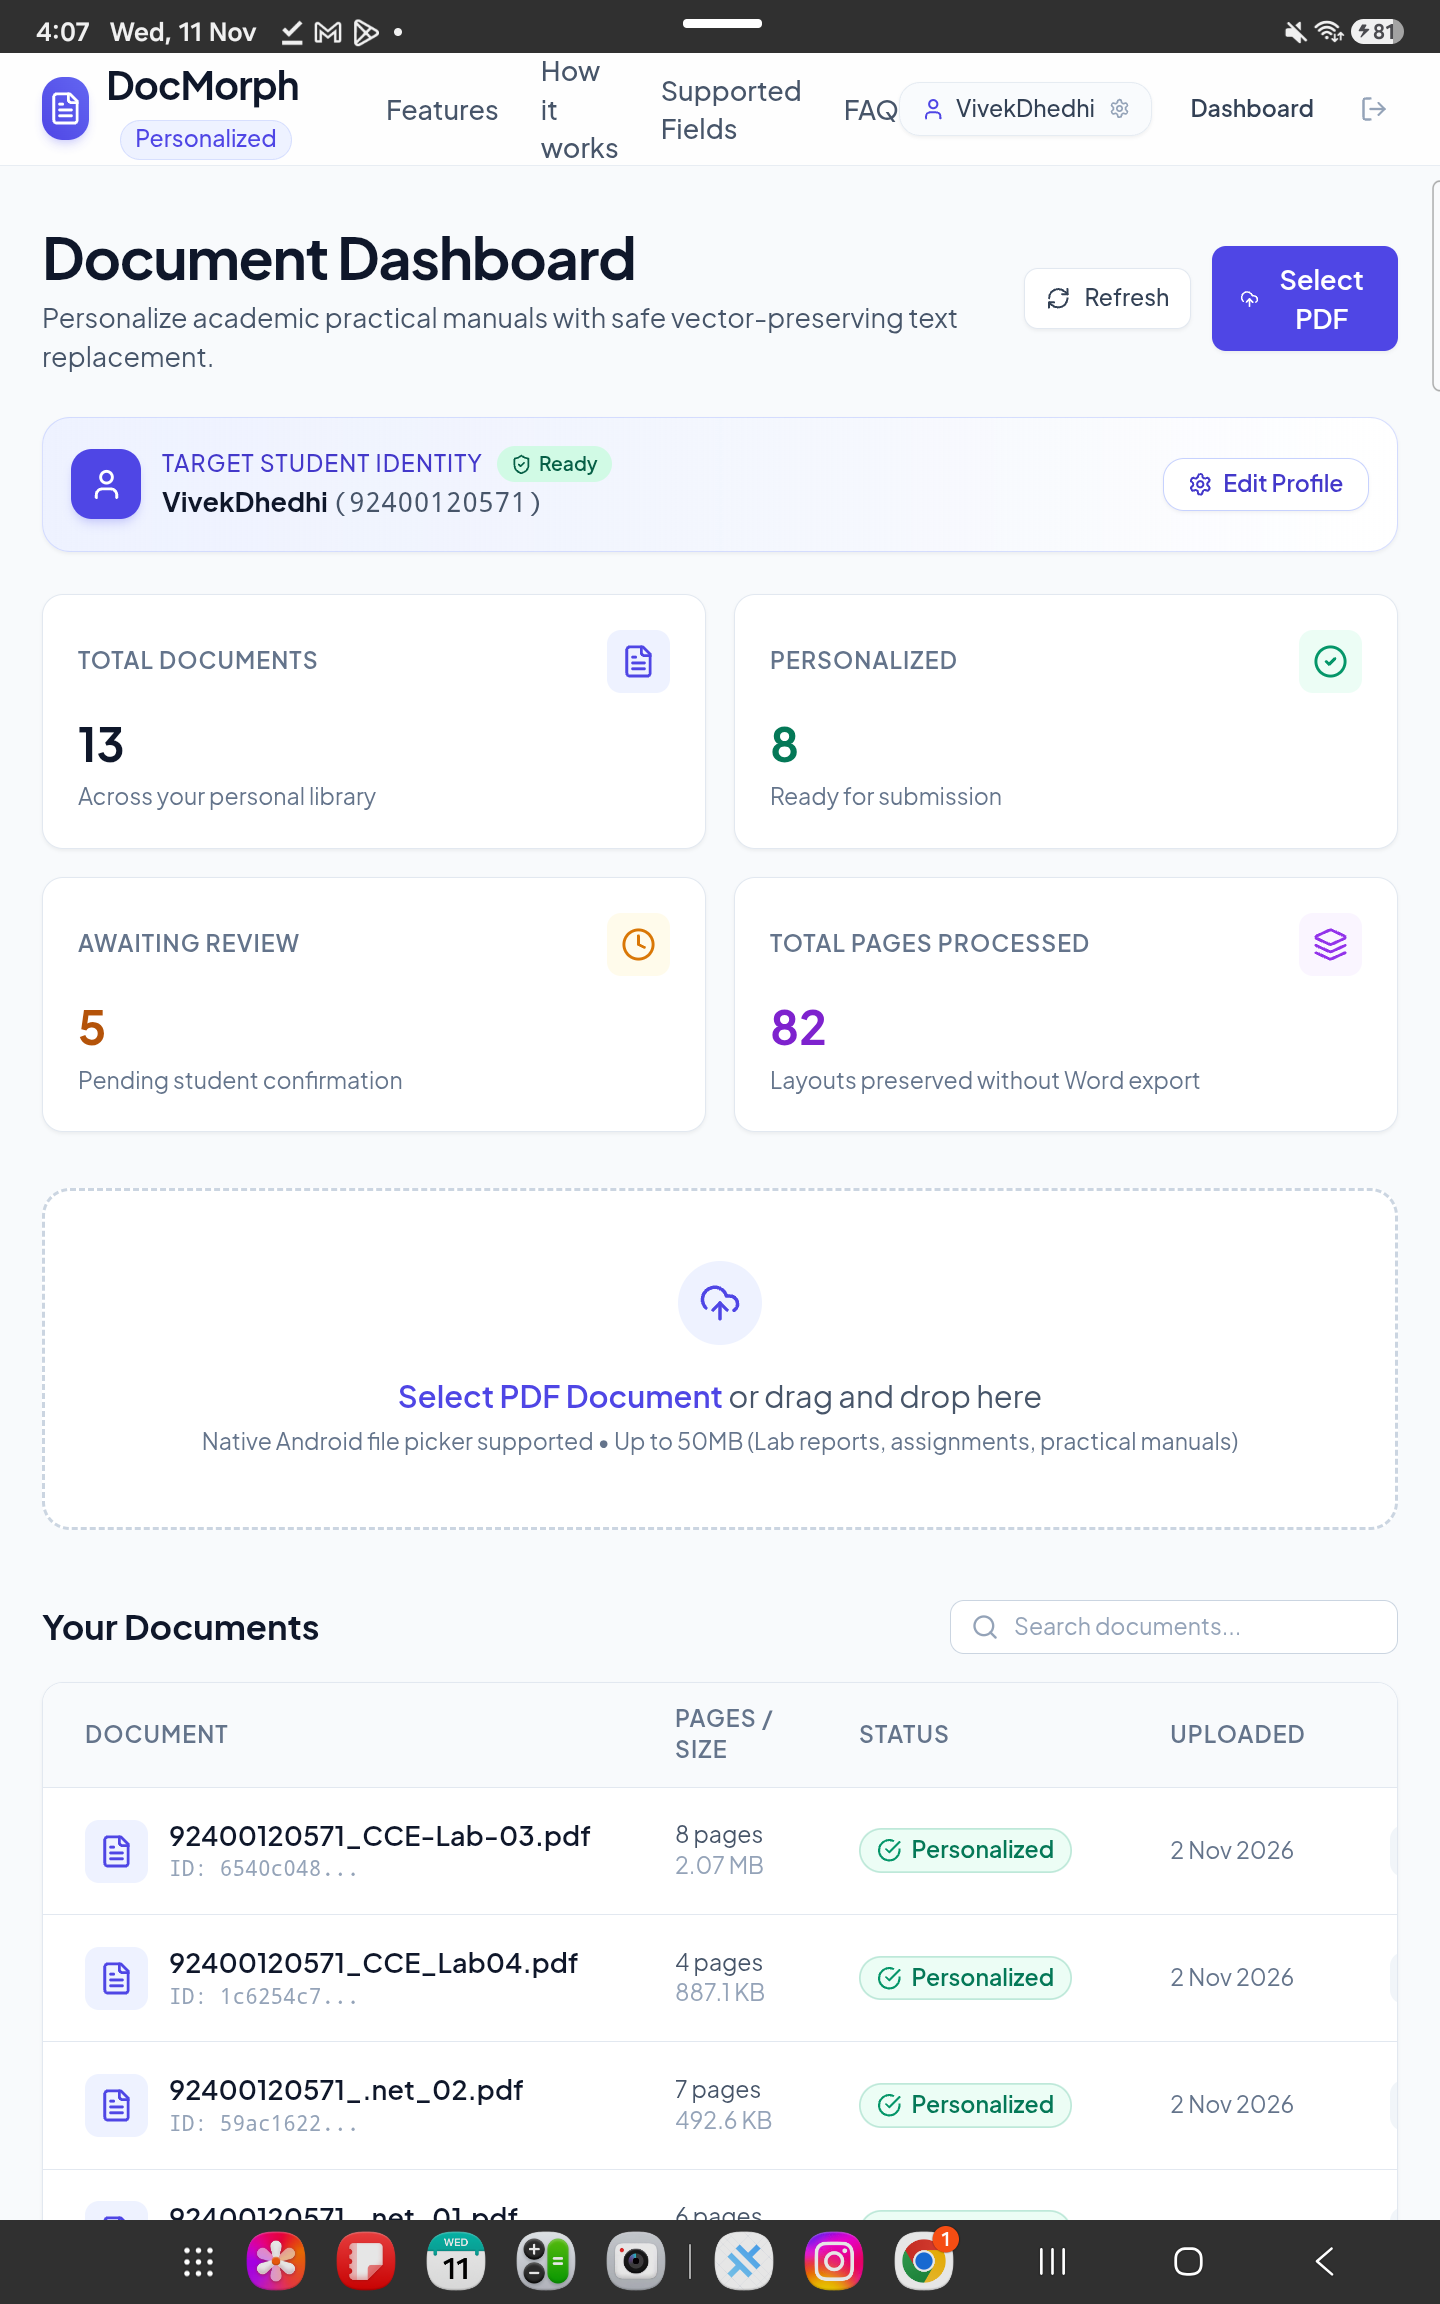 4:07 Wed, 11 Nov
81
DocMorph
Personalized
Features
How
it
works
Supported
Fields
FAQ
VivekDhedhi
Dashboard
Document Dashboard
Personalize academic practical manuals with safe vector-preserving text
replacement.
Refresh
Select
PDF
TARGET STUDENT IDENTITY
Ready
VivekDhedhi (92400120571)
Edit Profile
TOTAL DOCUMENTS
13
Across your personal library
PERSONALIZED
8
Ready for submission
AWAITING REVIEW
5
Pending student confirmation
TOTAL PAGES PROCESSED
82
Layouts preserved without Word export
Select PDF Document or drag and drop here
Native Android file picker supported • Up to 50MB (Lab reports, assignments, practical manuals)
Your Documents
Search documents...
DOCUMENT
PAGES /
SIZE
STATUS
UPLOADED
92400120571_CCE-Lab-03.pdf
ID: 6540c048...
8 pages
2.07 MB
Personalized
2 Nov 2026
92400120571_CCE_Lab04.pdf
ID: 1c6254c7...
4 pages
887.1 KB
Personalized
2 Nov 2026
92400120571_.net_02.pdf
ID: 59ac1622...
7 pages
492.6 KB
Personalized
2 Nov 2026
92400120571_.net_01.pdf
6 pages
WED
11
1